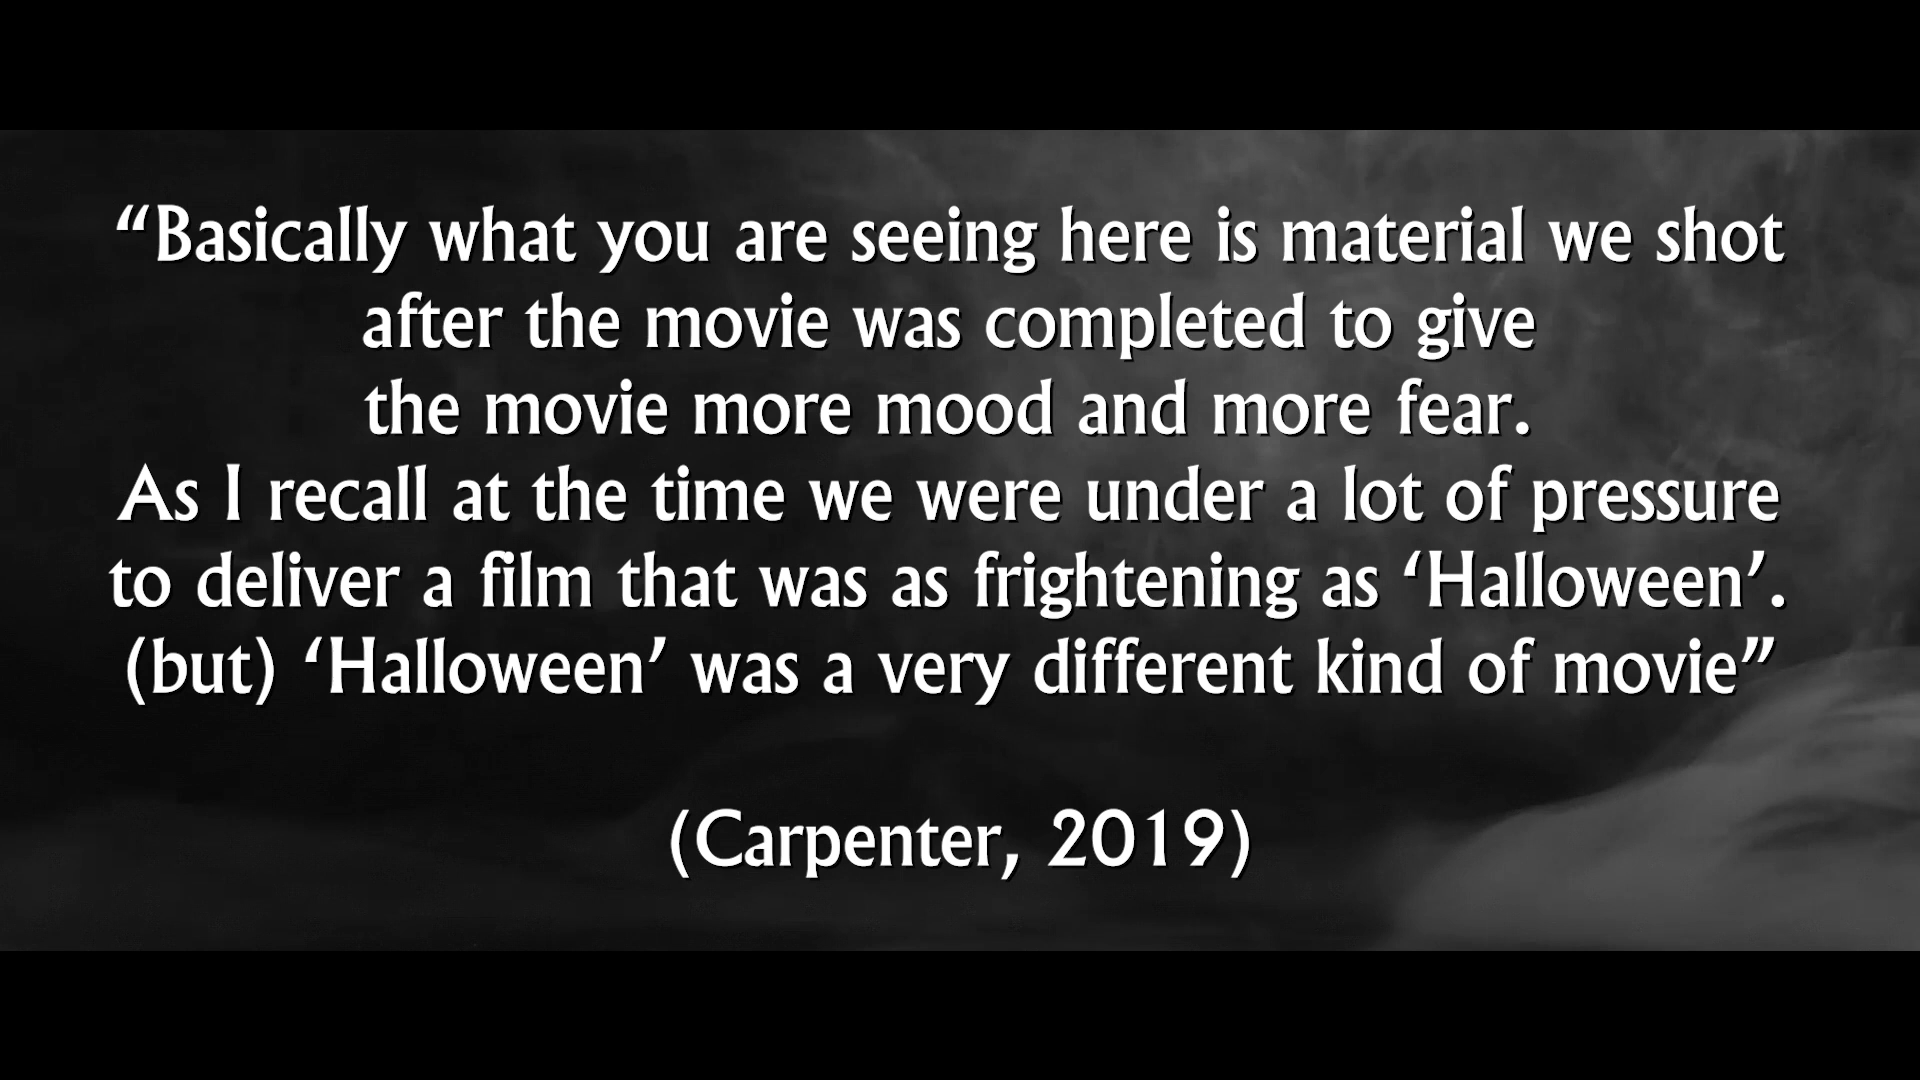 “Basically what you are seeing here is material we shot
after the movie was completed to give
the movie more mood and more fear.
As I recall at the time we were under a lot of pressure
to deliver a film that was as frightening as ‘Halloween’.
(but) ‘Halloween’ was a very different kind of movie”
(Carpenter, 2019)